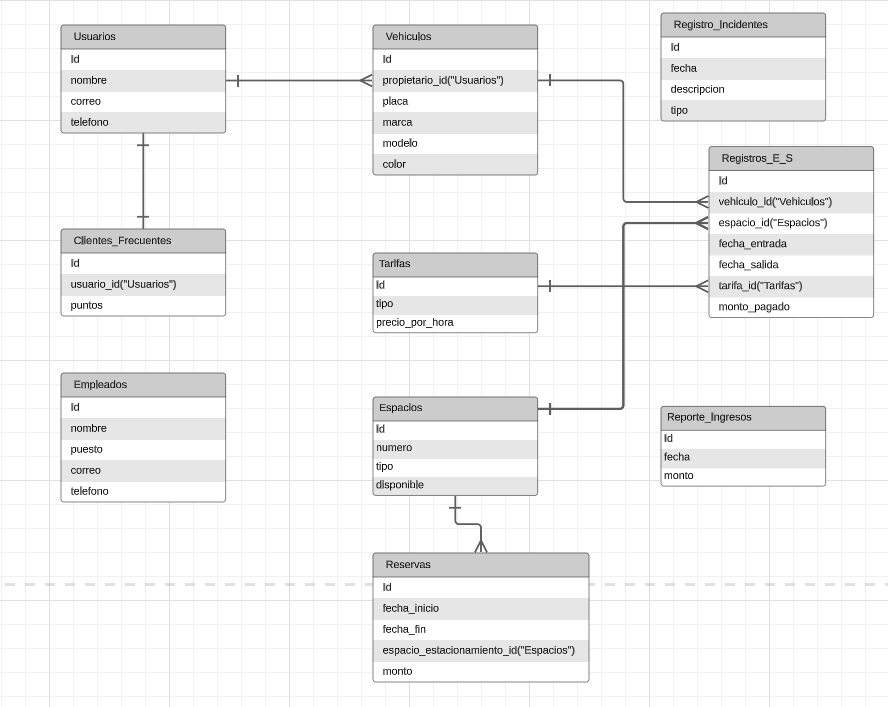 Usuarios
Id
nombre
correo
telefono
Vehiculos
Id
propietario_id("Usuarios")
placa
marca
modelo
color
Registro_Incidentes
Id
fecha
descripcion
tipo
Registros_E_S
Id
vehiculo_id("Vehiculos")
espacio_id("Espacios")
fecha_entrada
fecha_salida
tarifa_id("Tarifas")
monto_pagado
Clientes_Frecuentes
Id
usuario_id("Usuarios")
puntos
Tarifas
Id
tipo
precio_por_hora
Empleados
Id
nombre
puesto
correo
telefono
Espacios
Id
numero
tipo
disponible
Reporte_Ingresos
Id
fecha
monto
Reservas
Id
fecha_inicio
fecha_fin
espacio_estacionamiento_id("Espacios")
monto